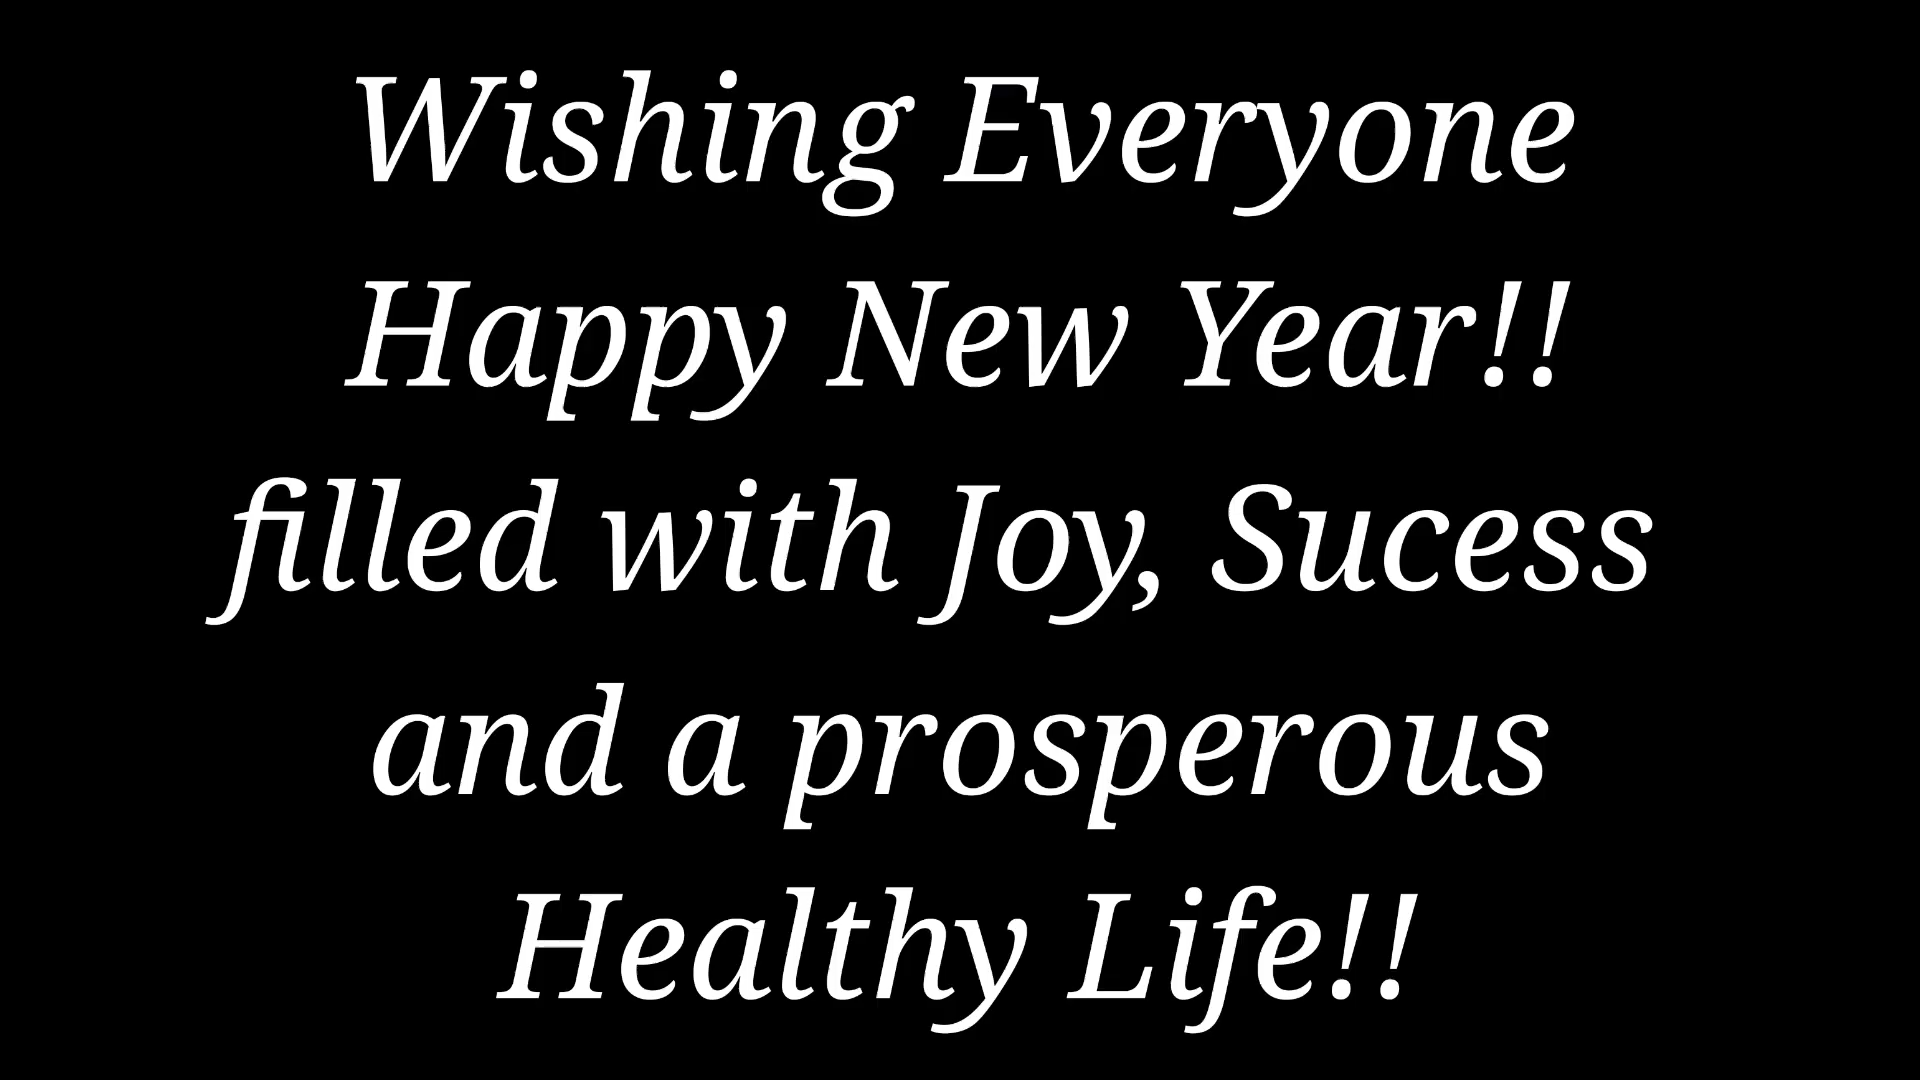 Wishing Everyone
Happy New Year!!
filled with Joy, Sucess
and a prosperous
Healthy Life!!